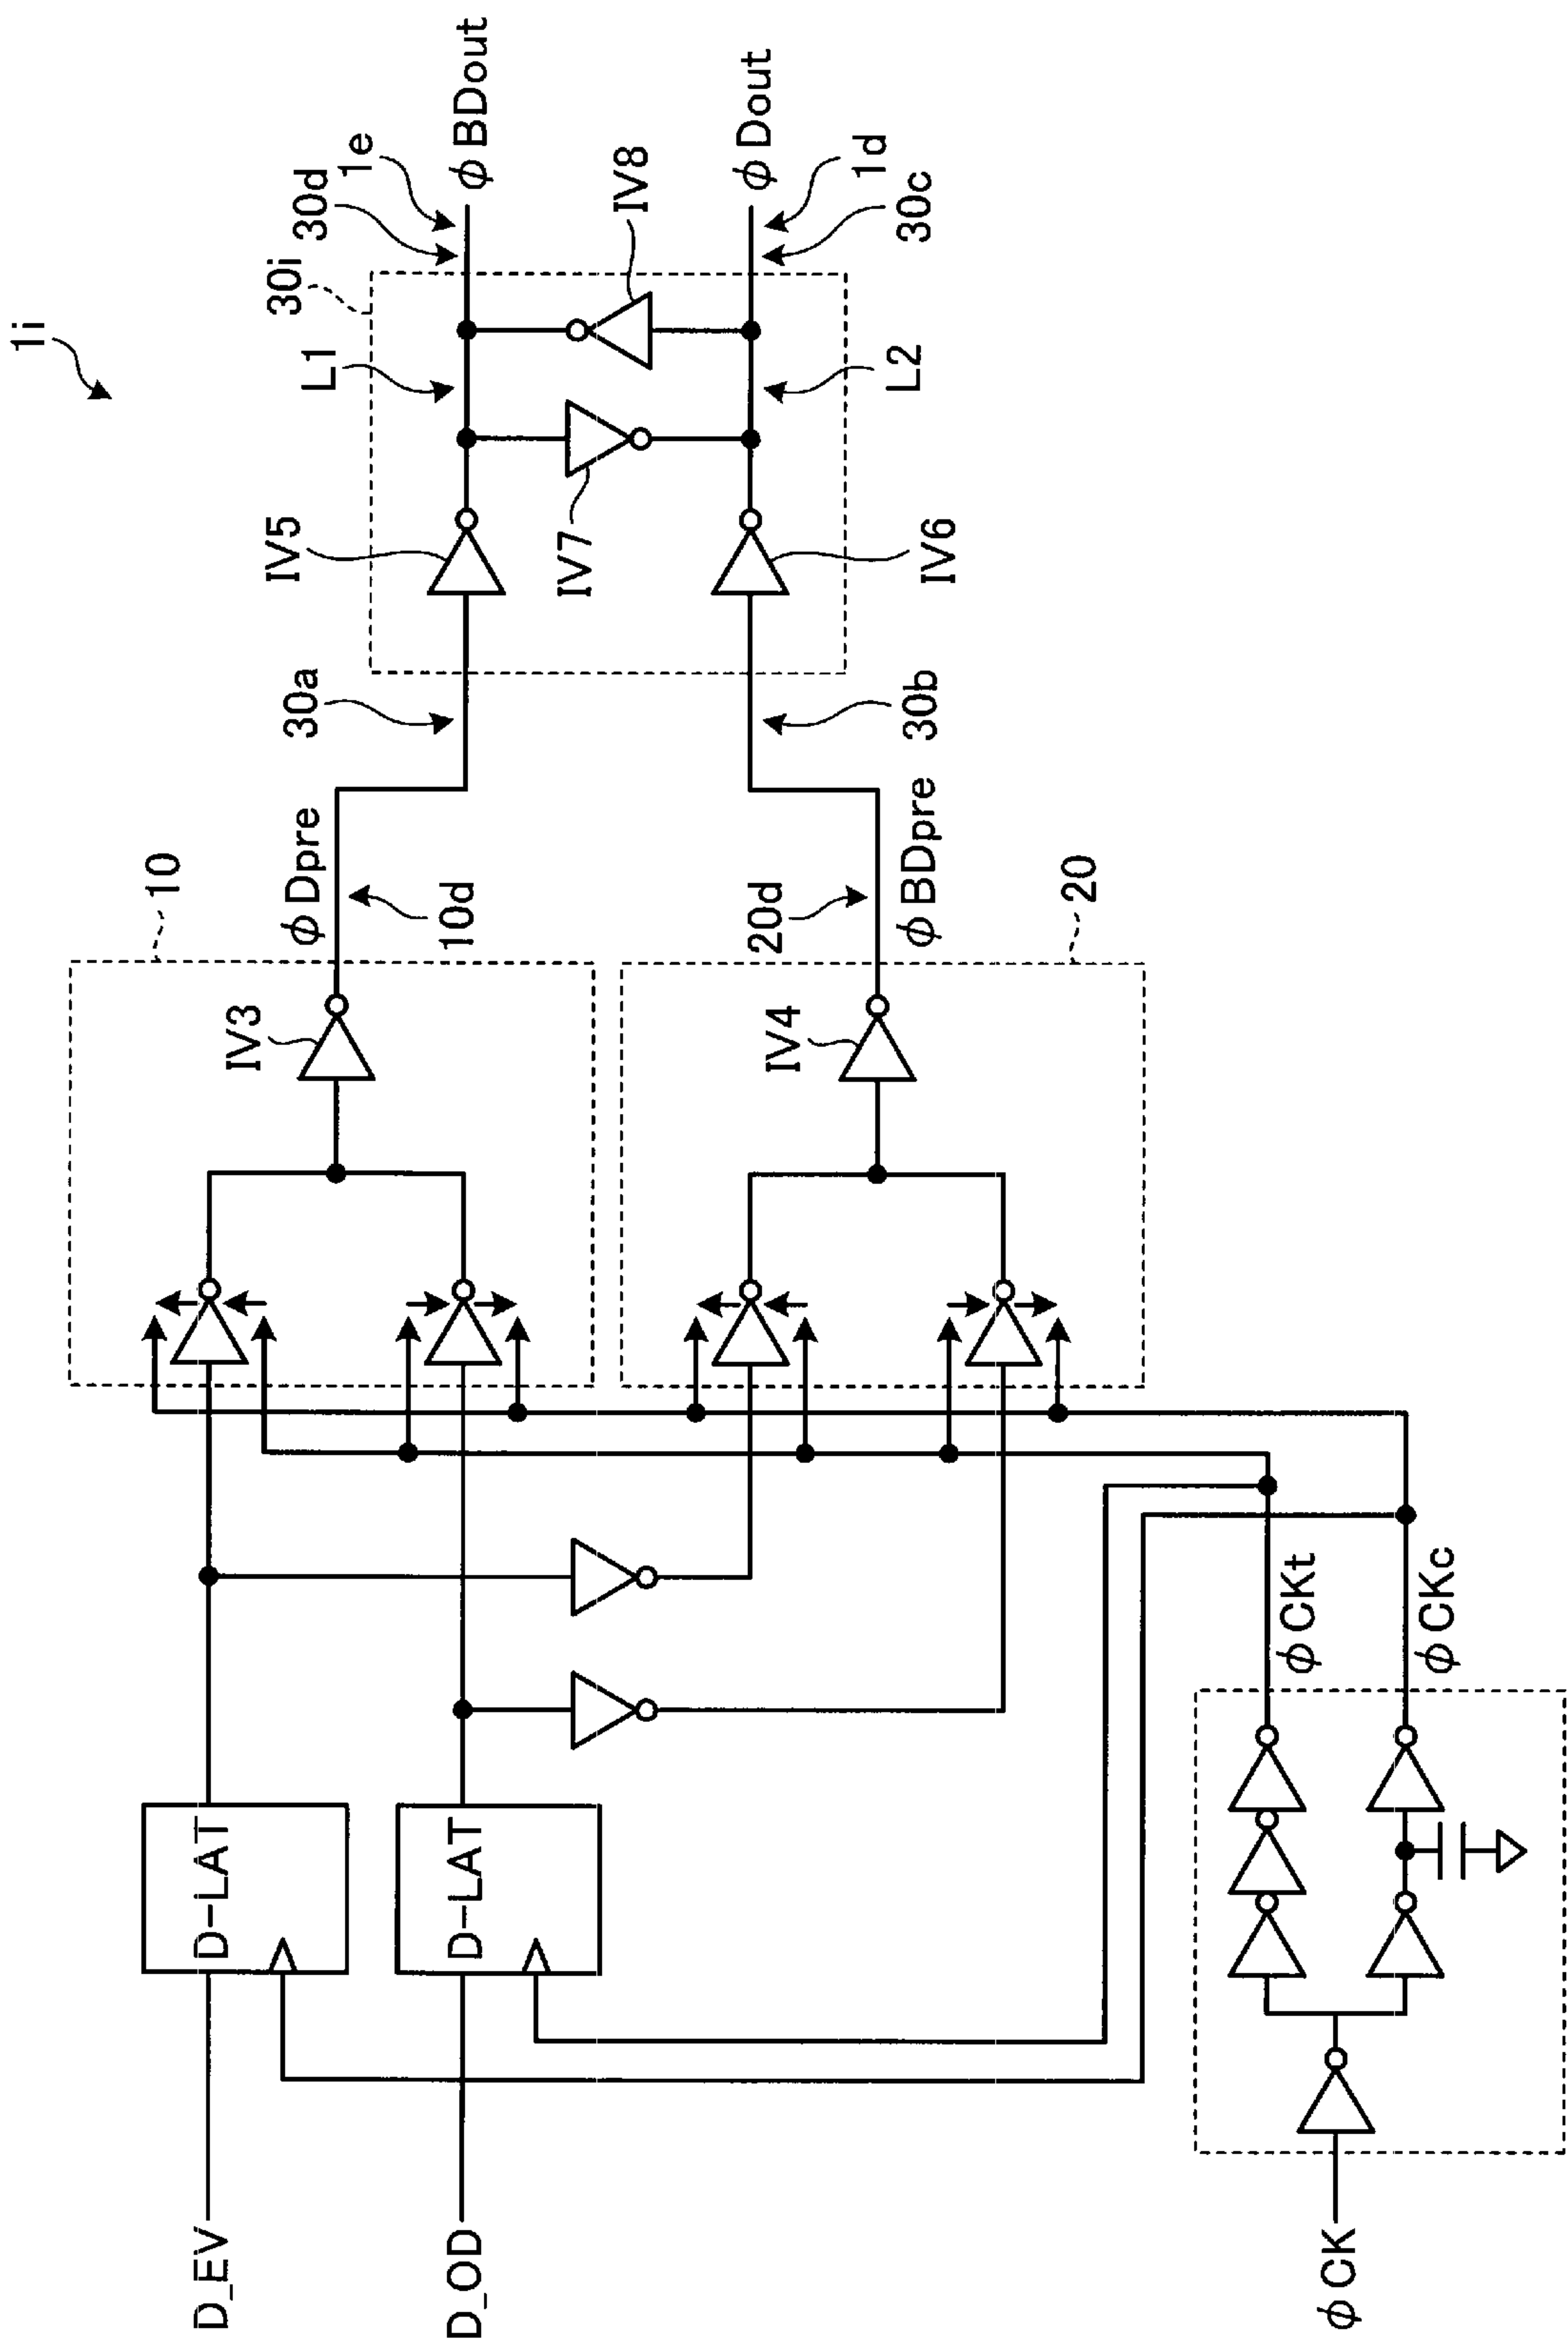 1i
D_EV
D_OD
φCK
D-LAT
D-LAT
φCKt
φCKc
10
IV3
φDpre
10d
20
IV4
20d
φBDpre
30a
30b
30i
IV5
IV6
IV7
IV8
L1
L2
30d
1e
φBDout
φDout
1d
30c